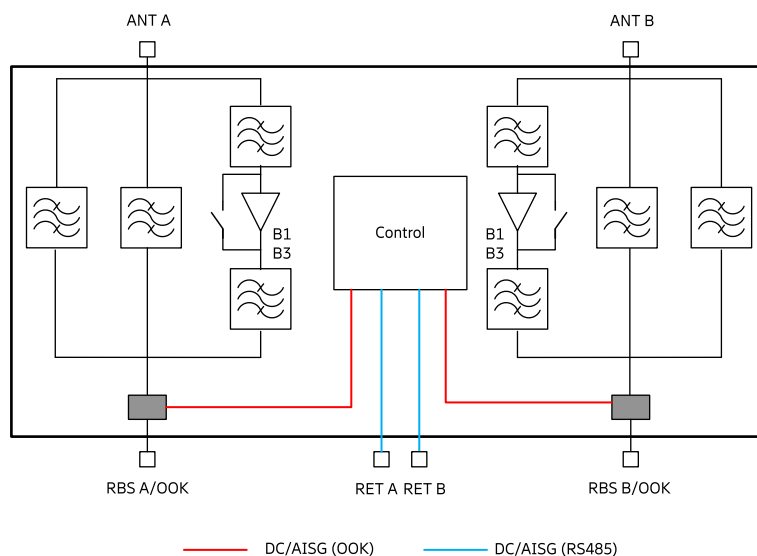 ANT A
ANT B
Control
B1
B3
B1
B3
RBS A/OOK
RET A
RET B
RBS B/OOK
DC/AISG (OOK)
DC/AISG (RS485)